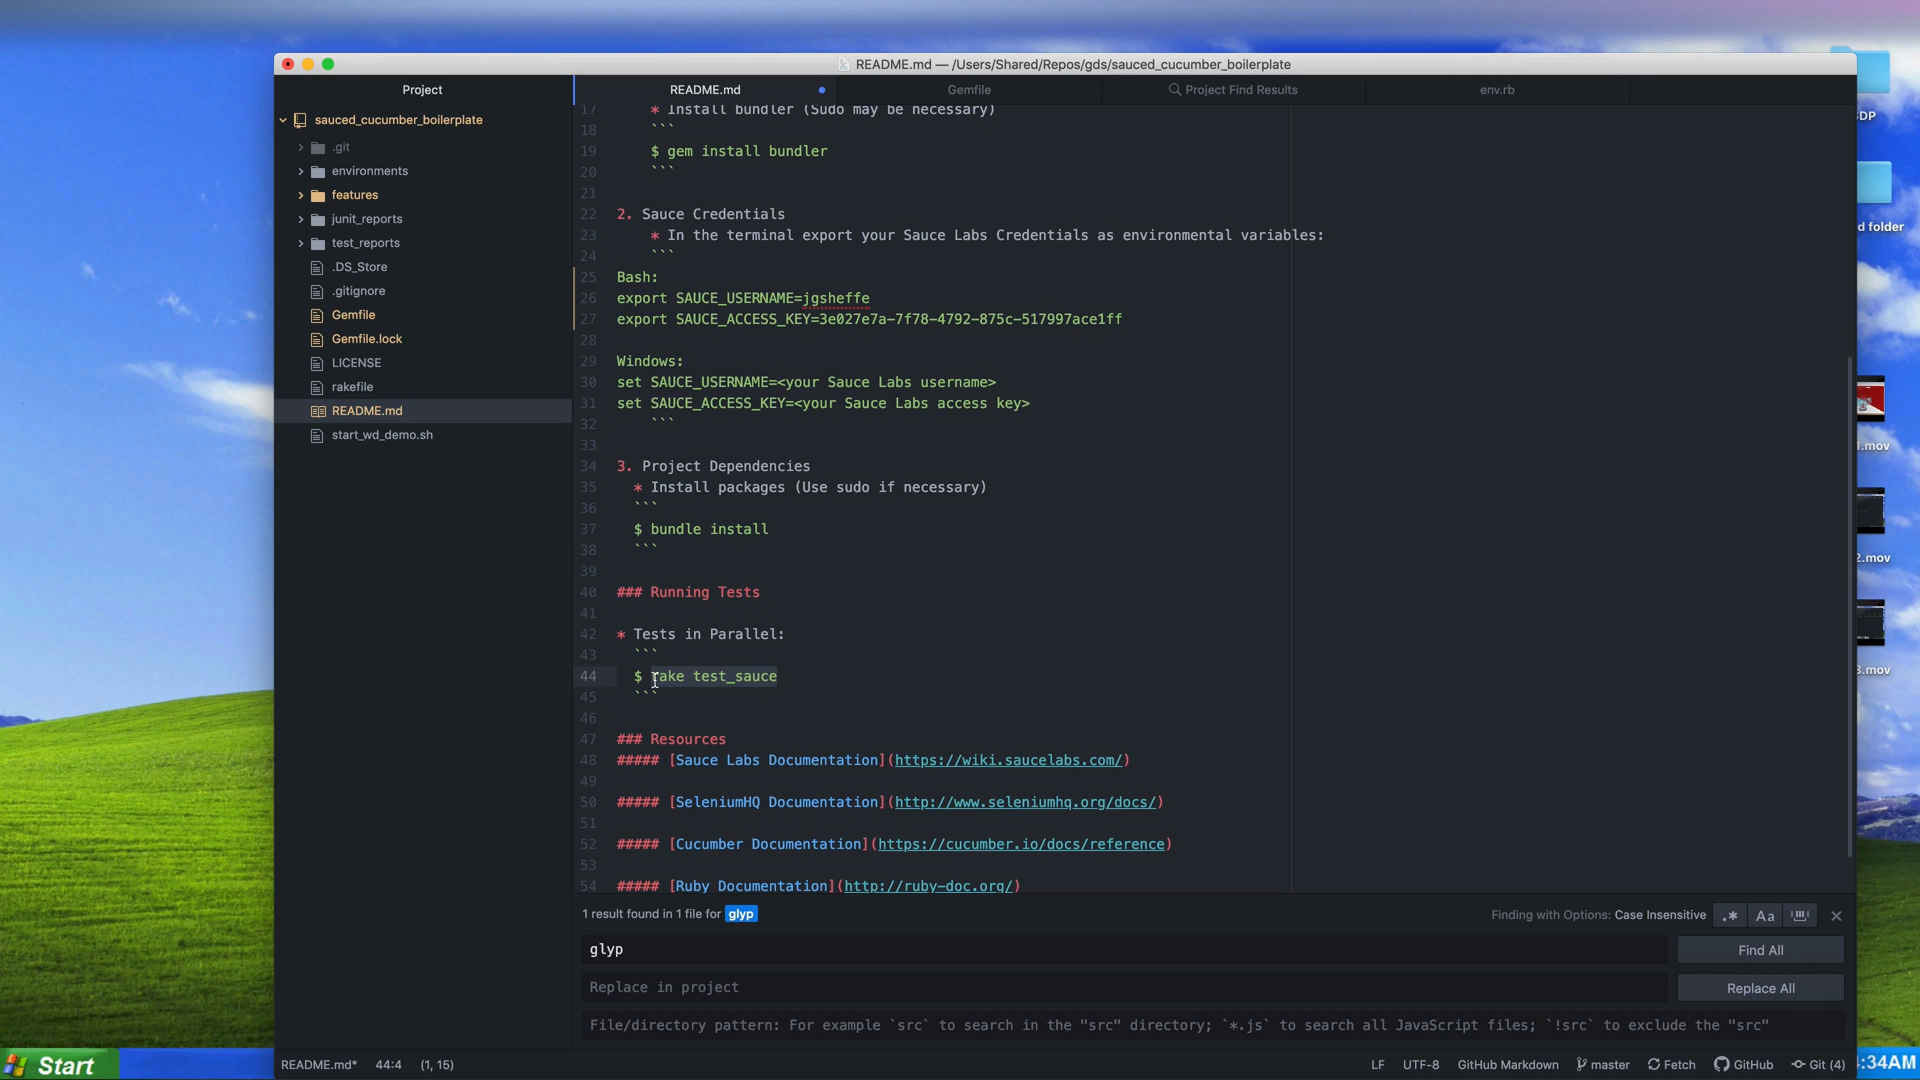 README.md — /Users/Shared/Repos/gds/sauced_cucumber_boilerplate
Project
README.md
Gemfile
Project Find Results
env.rb
sauced_cucumber_boilerplate
.git
environments
features
junit_reports
test_reports
.DS_Store
.gitignore
Gemfile
Gemfile.lock
LICENSE
rakefile
README.md
start_wd_demo.sh
17 * Install bundler (Sudo may be necessary)
18 ```
19 $ gem install bundler
20 ```
21
22 2. Sauce Credentials
23 * In the terminal export your Sauce Labs Credentials as environmental variables:
24 ```
25 Bash:
26 export SAUCE_USERNAME=jgsheffe
27 export SAUCE_ACCESS_KEY=3e027e7a-7f78-4792-875c-517997ace1ff
28
29 Windows:
30 set SAUCE_USERNAME=<your Sauce Labs username>
31 set SAUCE_ACCESS_KEY=<your Sauce Labs access key>
32 ```
33
34 3. Project Dependencies
35 * Install packages (Use sudo if necessary)
36 ```
37 $ bundle install
38 ```
39
40 ### Running Tests
41
42 * Tests in Parallel:
43 ```
44 $ rake test_sauce
45 ```
46
47 ### Resources
48 ##### [Sauce Labs Documentation](https://wiki.saucelabs.com/)
49
50 ##### [SeleniumHQ Documentation](http://www.seleniumhq.org/docs/)
51
52 ##### [Cucumber Documentation](https://cucumber.io/docs/reference)
53
54 ##### [Ruby Documentation](http://ruby-doc.org/)
1 result found in 1 file for glyp
Finding with Options: Case Insensitive
.* Aa
glyp
Find All
Replace in project
Replace All
File/directory pattern: For example `src` to search in the "src" directory; `*.js` to search all JavaScript files; `!src` to exclude the "src"
README.md* 44:4 (1, 15)
LF UTF-8 GitHub Markdown master Fetch GitHub Git (4)
Start
:34AM
DP
d folder
.mov
2.mov
3.mov